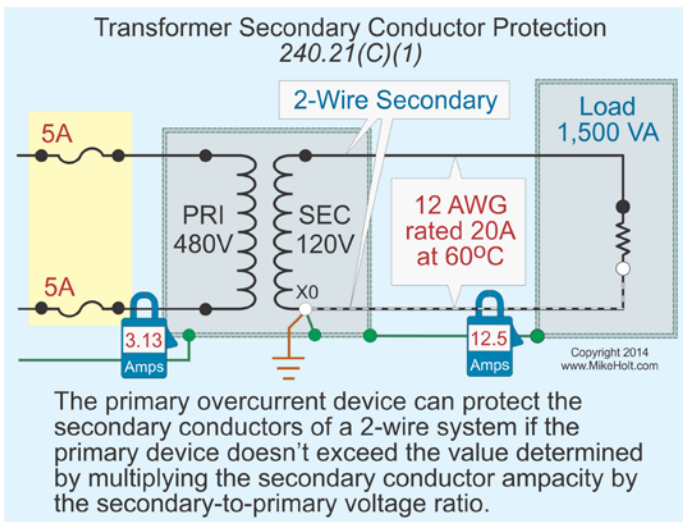 Transformer Secondary Conductor Protection
240.21(C)(1)
2-Wire Secondary
Load
1,500 VA
5A
PRI
480V
SEC
120V
12 AWG
rated 20A
at 60ºC
5A
X0
3.13
Amps
12.5
Amps
Copyright 2014
www.MikeHolt.com
The primary overcurrent device can protect the
secondary conductors of a 2-wire system if the
primary device doesn't exceed the value determined
by multiplying the secondary conductor ampacity by
the secondary-to-primary voltage ratio.